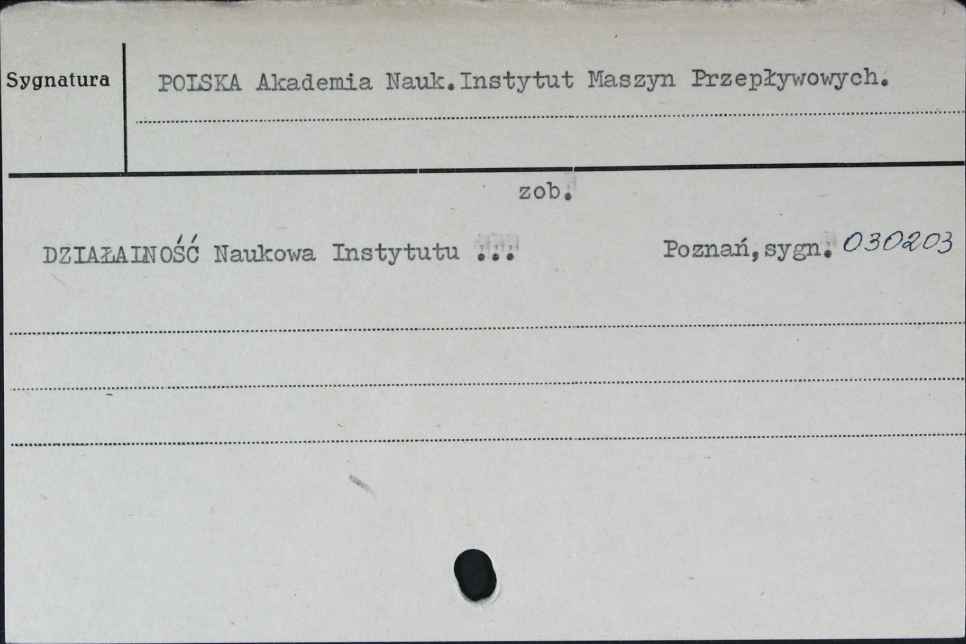 Sygnatura
POLSKA Akademia Nauk.Instytut Maszyn Przepływowych.
zob.
DZIAŁALNOŚĆ Naukowa Instytutu ... Poznań,sygn. 030203